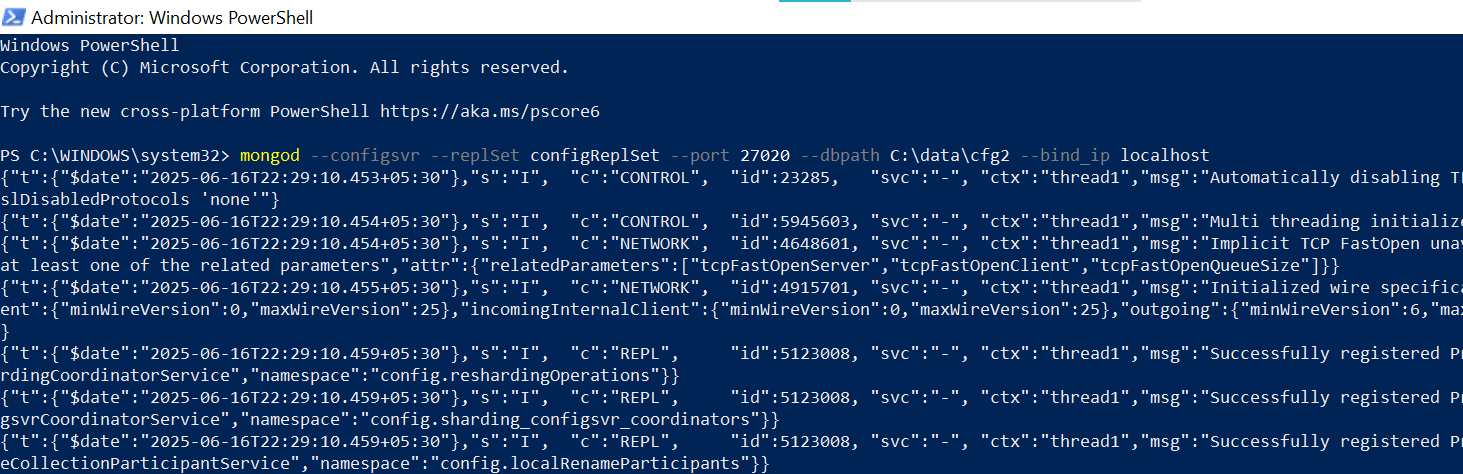 Administrator: Windows PowerShell
Windows PowerShell
Copyright (C) Microsoft Corporation. All rights reserved.
Try the new cross-platform PowerShell https://aka.ms/pscore6
PS C:\WINDOWS\system32> mongod --configsvr --replSet configReplSet --port 27020 --dbpath C:\data\cfg2 --bind_ip localhost
{"t":{"$date":"2025-06-16T22:29:10.453+05:30"},"s":"I",  "c":"CONTROL",  "id":23285,   "svc":"-", "ctx":"thread1","msg":"Automatically disabling
slDisabledProtocols 'none'"}
{"t":{"$date":"2025-06-16T22:29:10.454+05:30"},"s":"I",  "c":"CONTROL",  "id":5945603, "svc":"-", "ctx":"thread1","msg":"Multi threading initialize
{"t":{"$date":"2025-06-16T22:29:10.454+05:30"},"s":"I",  "c":"NETWORK",  "id":4648601, "svc":"-", "ctx":"thread1","msg":"Implicit TCP FastOpen una
at least one of the related parameters","attr":{"relatedParameters":["tcpFastOpenServer","tcpFastOpenClient","tcpFastOpenQueueSize"]}}
{"t":{"$date":"2025-06-16T22:29:10.455+05:30"},"s":"I",  "c":"NETWORK",  "id":4915701, "svc":"-", "ctx":"thread1","msg":"Initialized wire specifica
ent":{"minWireVersion":0,"maxWireVersion":25},"incomingInternalClient":{"minWireVersion":0,"maxWireVersion":25},"outgoing":{"minWireVersion":6,"max
}
{"t":{"$date":"2025-06-16T22:29:10.459+05:30"},"s":"I",  "c":"REPL",     "id":5123008, "svc":"-", "ctx":"thread1","msg":"Successfully registered Pr
rdingCoordinatorService","namespace":"config.reshardingOperations"}}
{"t":{"$date":"2025-06-16T22:29:10.459+05:30"},"s":"I",  "c":"REPL",     "id":5123008, "svc":"-", "ctx":"thread1","msg":"Successfully registered Pr
gsvrCoordinatorService","namespace":"config.sharding_configsvr_coordinators"}}
{"t":{"$date":"2025-06-16T22:29:10.459+05:30"},"s":"I",  "c":"REPL",     "id":5123008, "svc":"-", "ctx":"thread1","msg":"Successfully registered Pr
eCollectionParticipantService","namespace":"config.localRenameParticipants"}}